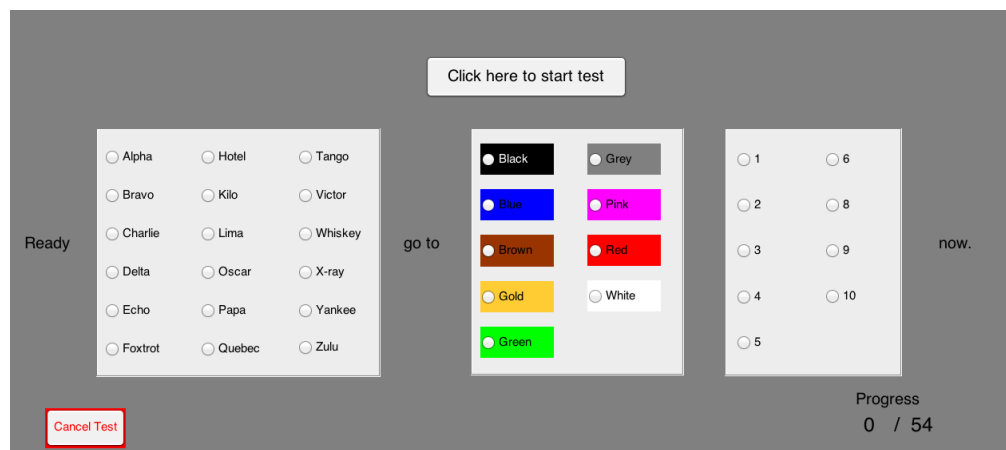 Click here to start test
Alpha Hotel Tango Black Grey 1 6
Bravo Kilo Victor Blue Pink 2 8
Charlie Lima Whiskey Brown Red 3 9
Ready go to now.
Delta Oscar X-ray Gold White 4 10
Echo Papa Yankee
Foxtrot Quebec Zulu Green 5
Progress
0 / 54
Cancel Test